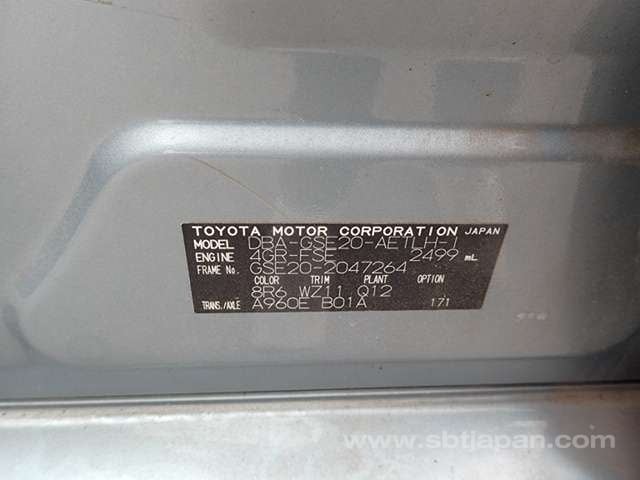 TOYOTA MOTOR CORPORATION JAPAN
MODEL DBA-GSE20-AETLH-I
ENGINE 4GR-FSE 2499 mL
FRAME No. GSE20-2047264
COLOR TRIM PLANT OPTION
8R6 WZ11 Q12
TRANS./AXLE A960E B01A 171
www.sbtjapan.com